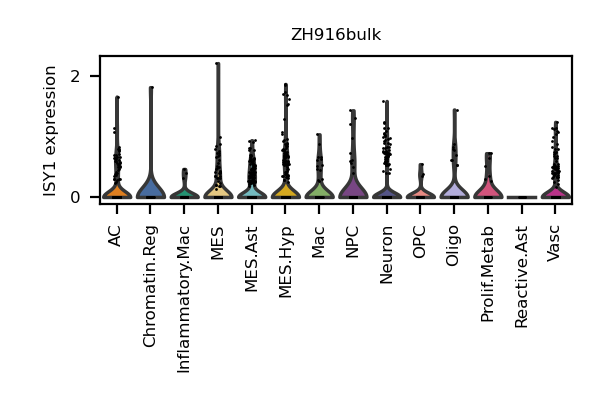 ZH916bulk
ISY1 expression
2
0
AC
Chromatin.Reg
Inflammatory.Mac
MES
MES.Ast
MES.Hyp
Mac
NPC
Neuron
OPC
Oligo
Prolif.Metab
Reactive.Ast
Vasc